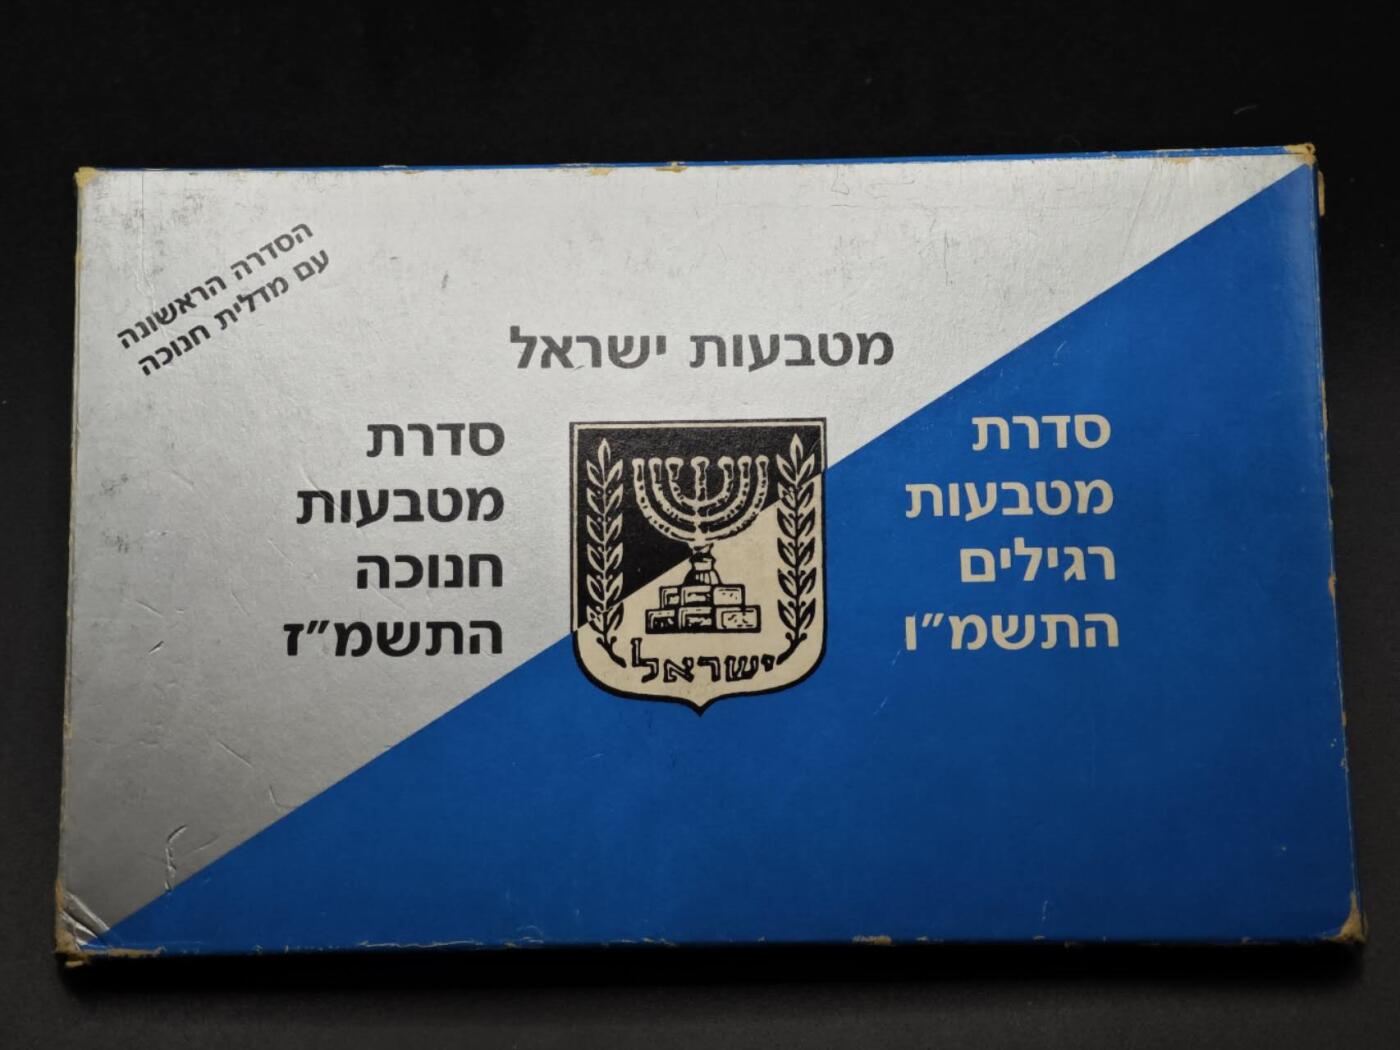 הסדרה הראשונה
עם מדלית חנוכה
מטבעות ישראל
סדרת
מטבעות
רגילים
התשמ״ו
סדרת
מטבעות
חנוכה
התשמ״ז
ישראל